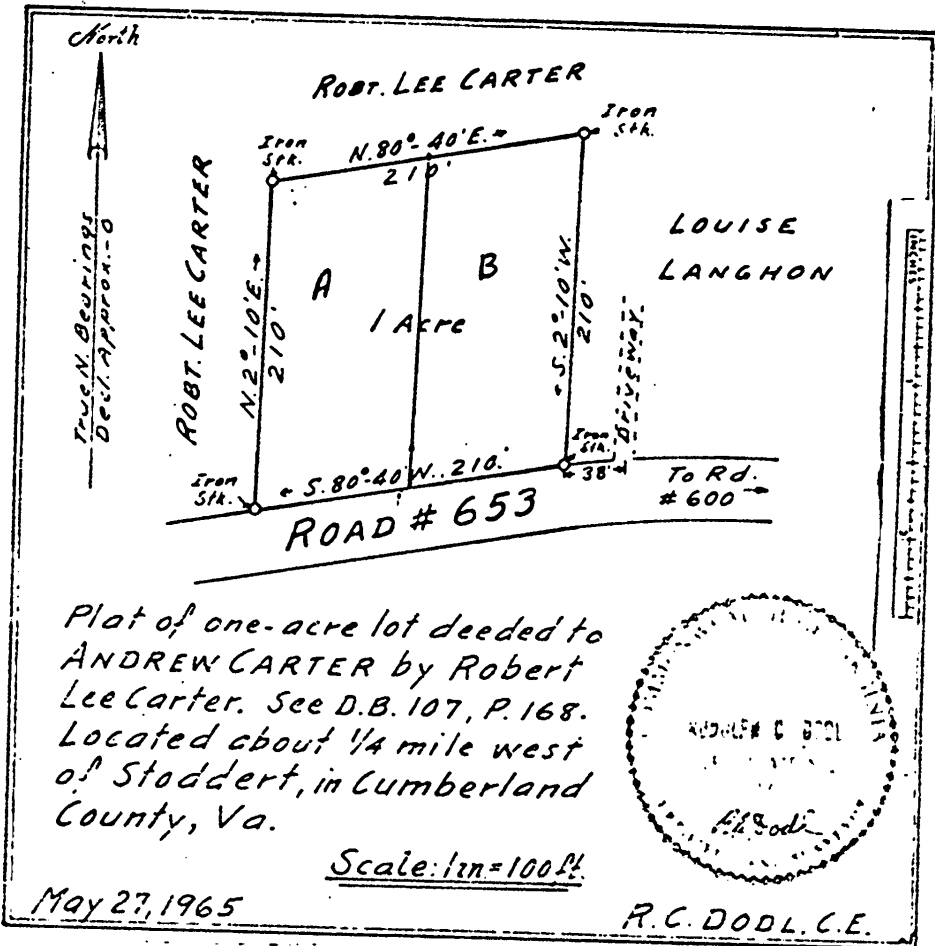 North
ROBT. LEE CARTER
Iron
Stk.
Iron
Stk.
N. 80°-40'E.
210'
True N. Bearings
Decl. Approx.-0
ROBT. LEE CARTER
N. 2°-10'E.
210'
A
B
1 Acre
S. 2°-10'W.
210'
LOUISE
LANGHON
Driveway
Iron
Stk.
Iron
Stk.
S. 80°-40'W. 210.'
38'
To Rd.
# 600
ROAD # 653
INCHES
Plat of one-acre lot deeded to
ANDREW CARTER by Robert
Lee Carter. See D.B. 107, P. 168.
Located about 1/4 mile west
of Stoddert, in Cumberland
County, Va.
Scale: 1in=100ft.
May 27, 1965
R.C. DODL. C.E.